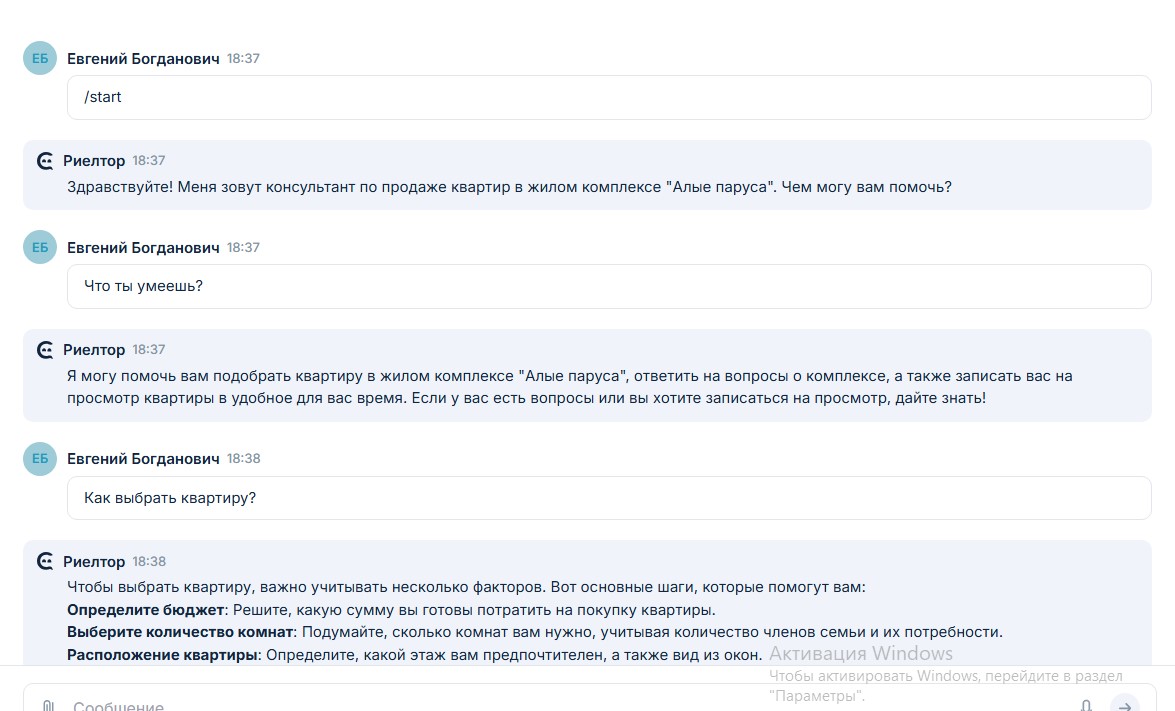 ЕБ Евгений Богданович 18:37
/start
Риелтор 18:37
Здравствуйте! Меня зовут консультант по продаже квартир в жилом комплексе "Алые паруса". Чем могу вам помочь?
ЕБ Евгений Богданович 18:37
Что ты умеешь?
Риелтор 18:37
Я могу помочь вам подобрать квартиру в жилом комплексе "Алые паруса", ответить на вопросы о комплексе, а также записать вас на
просмотр квартиры в удобное для вас время. Если у вас есть вопросы или вы хотите записаться на просмотр, дайте знать!
ЕБ Евгений Богданович 18:38
Как выбрать квартиру?
Риелтор 18:38
Чтобы выбрать квартиру, важно учитывать несколько факторов. Вот основные шаги, которые помогут вам:
Определите бюджет: Решите, какую сумму вы готовы потратить на покупку квартиры.
Выберите количество комнат: Подумайте, сколько комнат вам нужно, учитывая количество членов семьи и их потребности.
Расположение квартиры: Определите, какой этаж вам предпочтителен, а также вид из окон.
Активация Windows
Чтобы активировать Windows, перейдите в раздел
"Параметры".
Сообщение